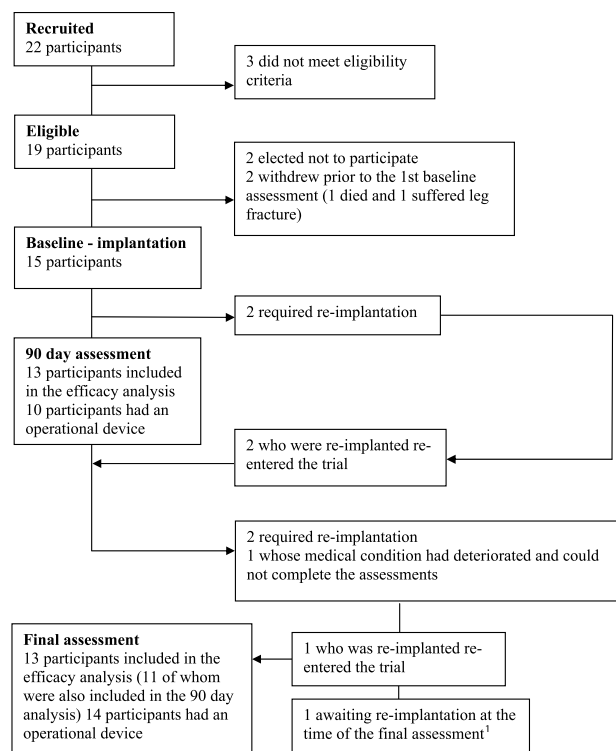 Recruited
22 participants
3 did not meet eligibility
criteria
Eligible
19 participants
2 elected not to participate
2 withdrew prior to the 1st baseline
assessment (1 died and 1 suffered leg
fracture)
Baseline - implantation
15 participants
2 required re-implantation
90 day assessment
13 participants included
in the efficacy analysis
10 participants had an
operational device
2 who were re-implanted re-
entered the trial
2 required re-implantation
1 whose medical condition had deteriorated and could
not complete the assessments
Final assessment
13 participants included in the
efficacy analysis (11 of whom
were also included in the 90 day
analysis) 14 participants had an
operational device
1 who was re-implanted re-
entered the trial
1 awaiting re-implantation at the
time of the final assessment¹